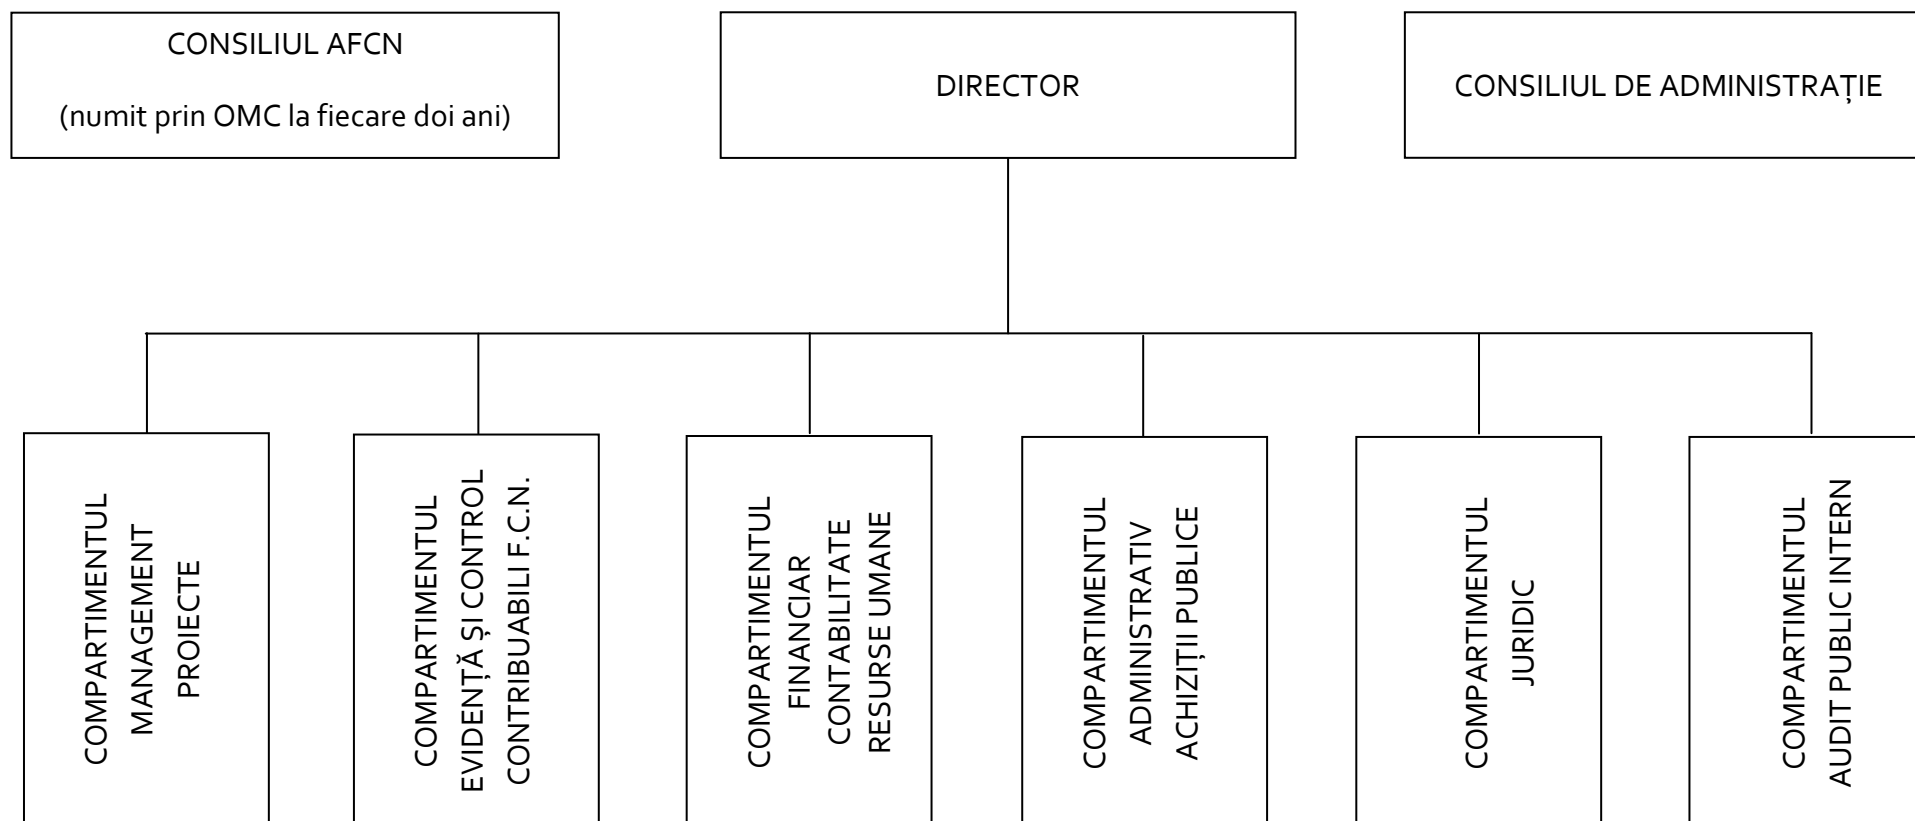 CONSILIUL AFCN
(numit prin OMC la fiecare doi ani)
DIRECTOR
CONSILIUL DE ADMINISTRAȚIE
COMPARTIMENTUL
MANAGEMENT
PROIECTE
COMPARTIMENTUL
EVIDENȚĂ ȘI CONTROL
CONTRIBUABILI F.C.N.
COMPARTIMENTUL
FINANCIAR
CONTABILITATE
RESURSE UMANE
COMPARTIMENTUL
ADMINISTRATIV
ACHIZIȚII PUBLICE
COMPARTIMENTUL
JURIDIC
COMPARTIMENTUL
AUDIT PUBLIC INTERN